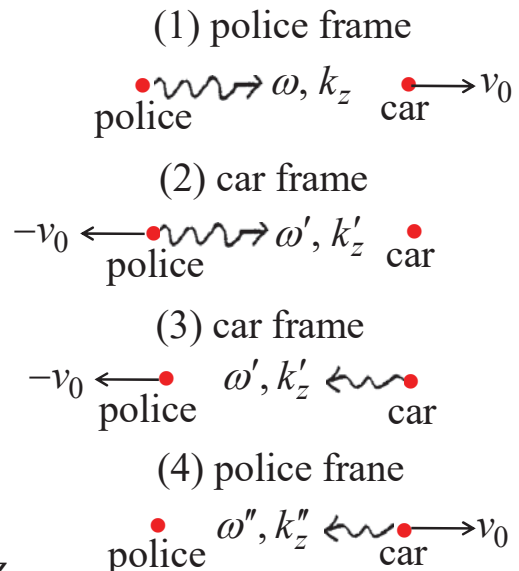 (1) police frame
ω, k_z
police car v₀
(2) car frame
−v₀ ω′, k′_z
police car
(3) car frame
−v₀ ω′, k′_z
police car
(4) police frane
ω″, k″_z v₀
police car